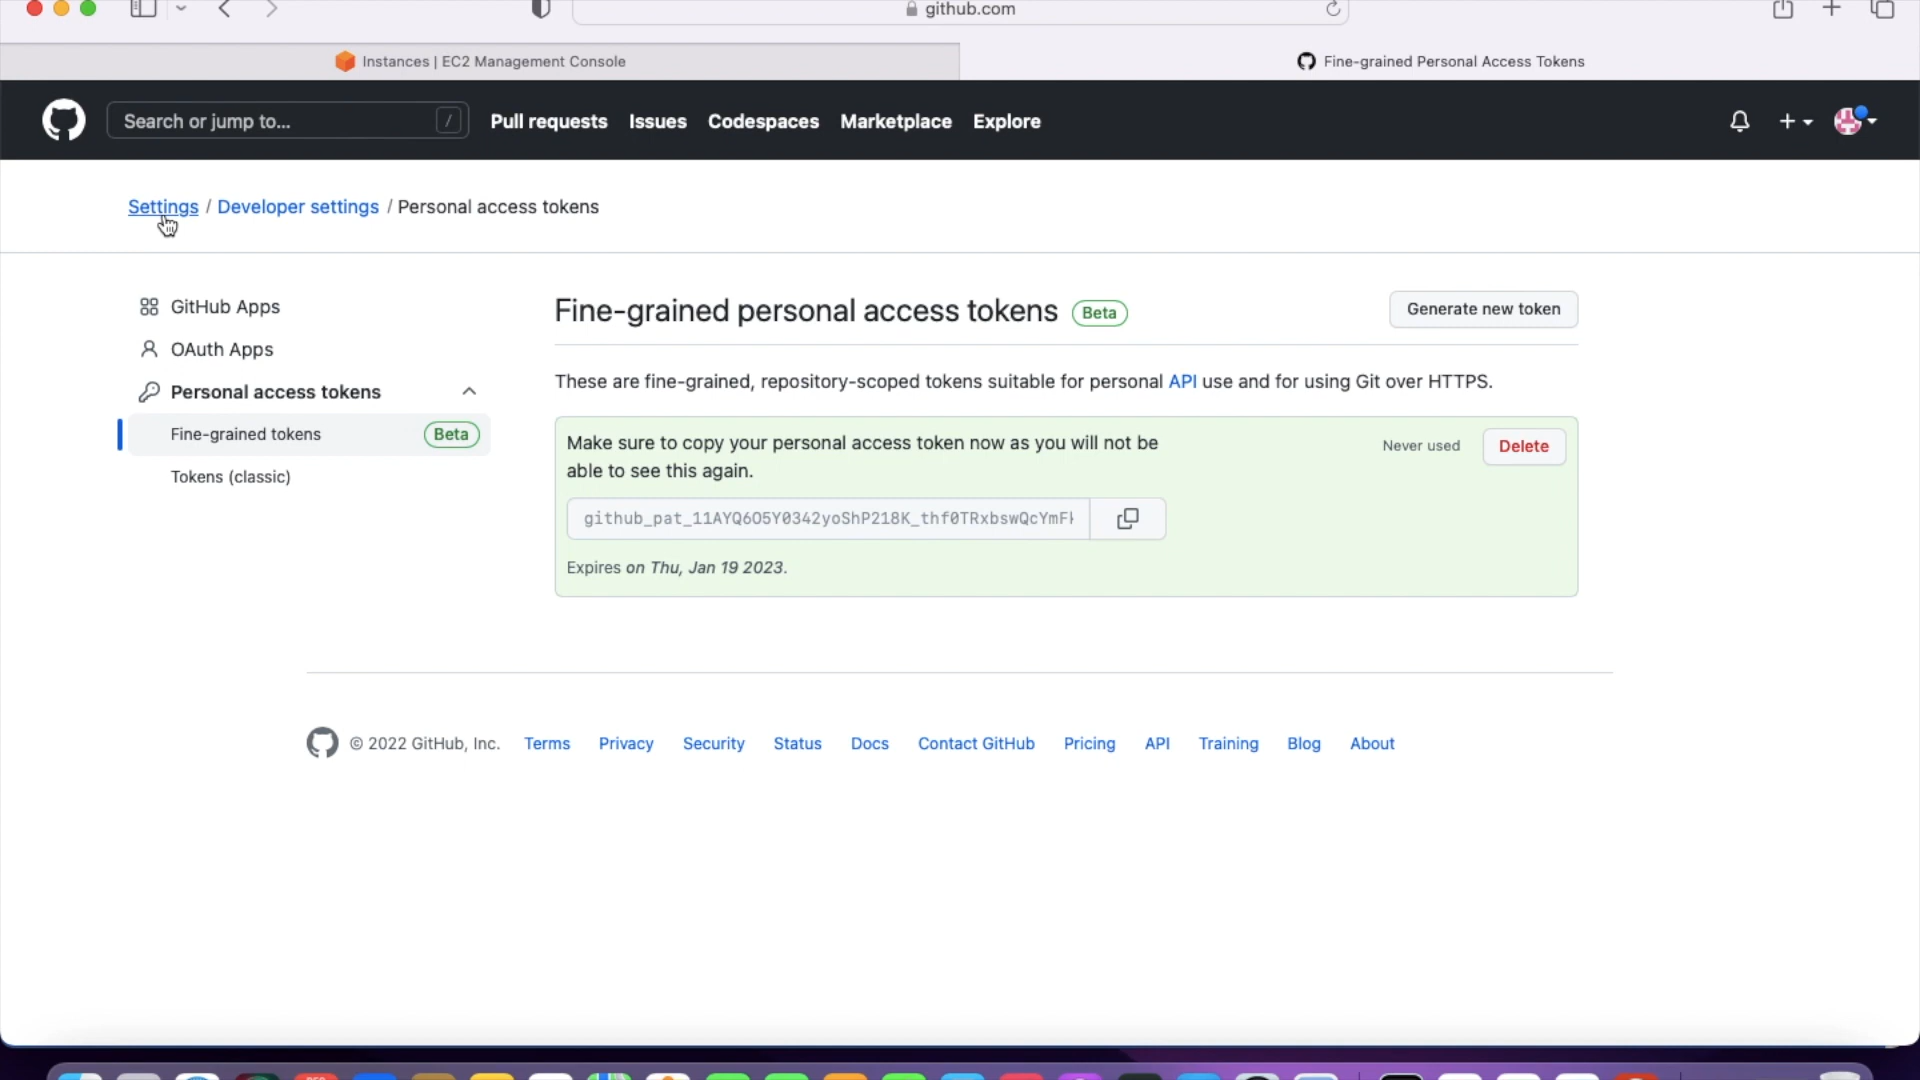 github.com
Instances | EC2 Management Console
Fine-grained Personal Access Tokens
Search or jump to... /
Pull requests Issues Codespaces Marketplace Explore
Settings / Developer settings / Personal access tokens
GitHub Apps
OAuth Apps
Personal access tokens
Fine-grained tokens Beta
Tokens (classic)
Fine-grained personal access tokens Beta
Generate new token
These are fine-grained, repository-scoped tokens suitable for personal API use and for using Git over HTTPS.
Make sure to copy your personal access token now as you will not be
able to see this again.
Never used
Delete
github_pat_11AYQ6O5Y0342yoShP218K_thf0TRxbswQcYmF
Expires on Thu, Jan 19 2023.
© 2022 GitHub, Inc. Terms Privacy Security Status Docs Contact GitHub Pricing API Training Blog About